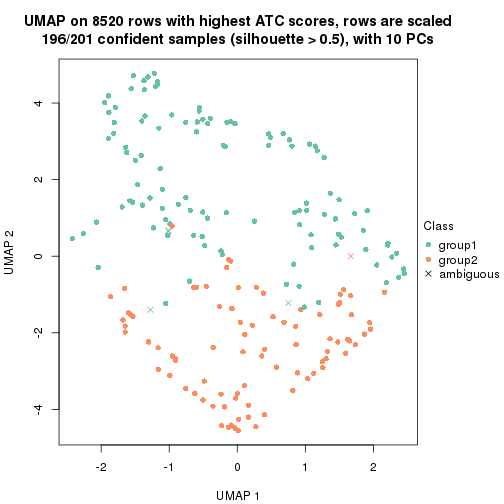 UMAP on 8520 rows with highest ATC scores, rows are scaled
196/201 confident samples (silhouette > 0.5), with 10 PCs
4
2
0
-2
-4
UMAP 2
-2
-1
0
1
2
UMAP 1
Class
group1
group2
ambiguous